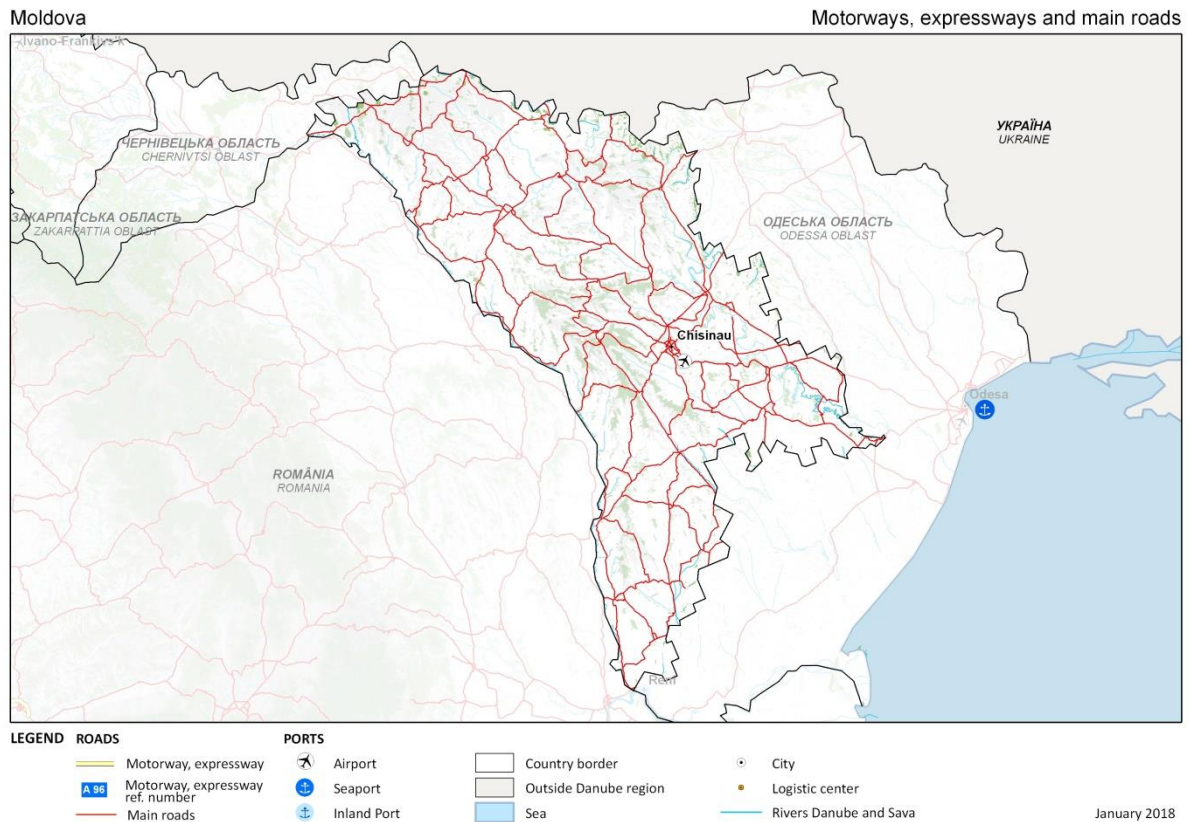 Moldova
Motorways, expressways and main roads
Ivano-Frankivs'k
ЧЕРНІВЕЦЬКА ОБЛАСТЬ
CHERNIVTSI OBLAST
УКРАЇНА
UKRAINE
ЗАКАРПАТСЬКА ОБЛАСТЬ
ZAKARPATTIA OBLAST
ОДЕСЬКА ОБЛАСТЬ
ODESSA OBLAST
Chisinau
Odesa
ROMÂNIA
ROMANIA
Reni
LEGEND
ROADS
Motorway, expressway
A 96
Motorway, expressway
ref. number
Main roads
PORTS
Airport
Seaport
Inland Port
Country border
Outside Danube region
Sea
City
Logistic center
Rivers Danube and Sava
January 2018